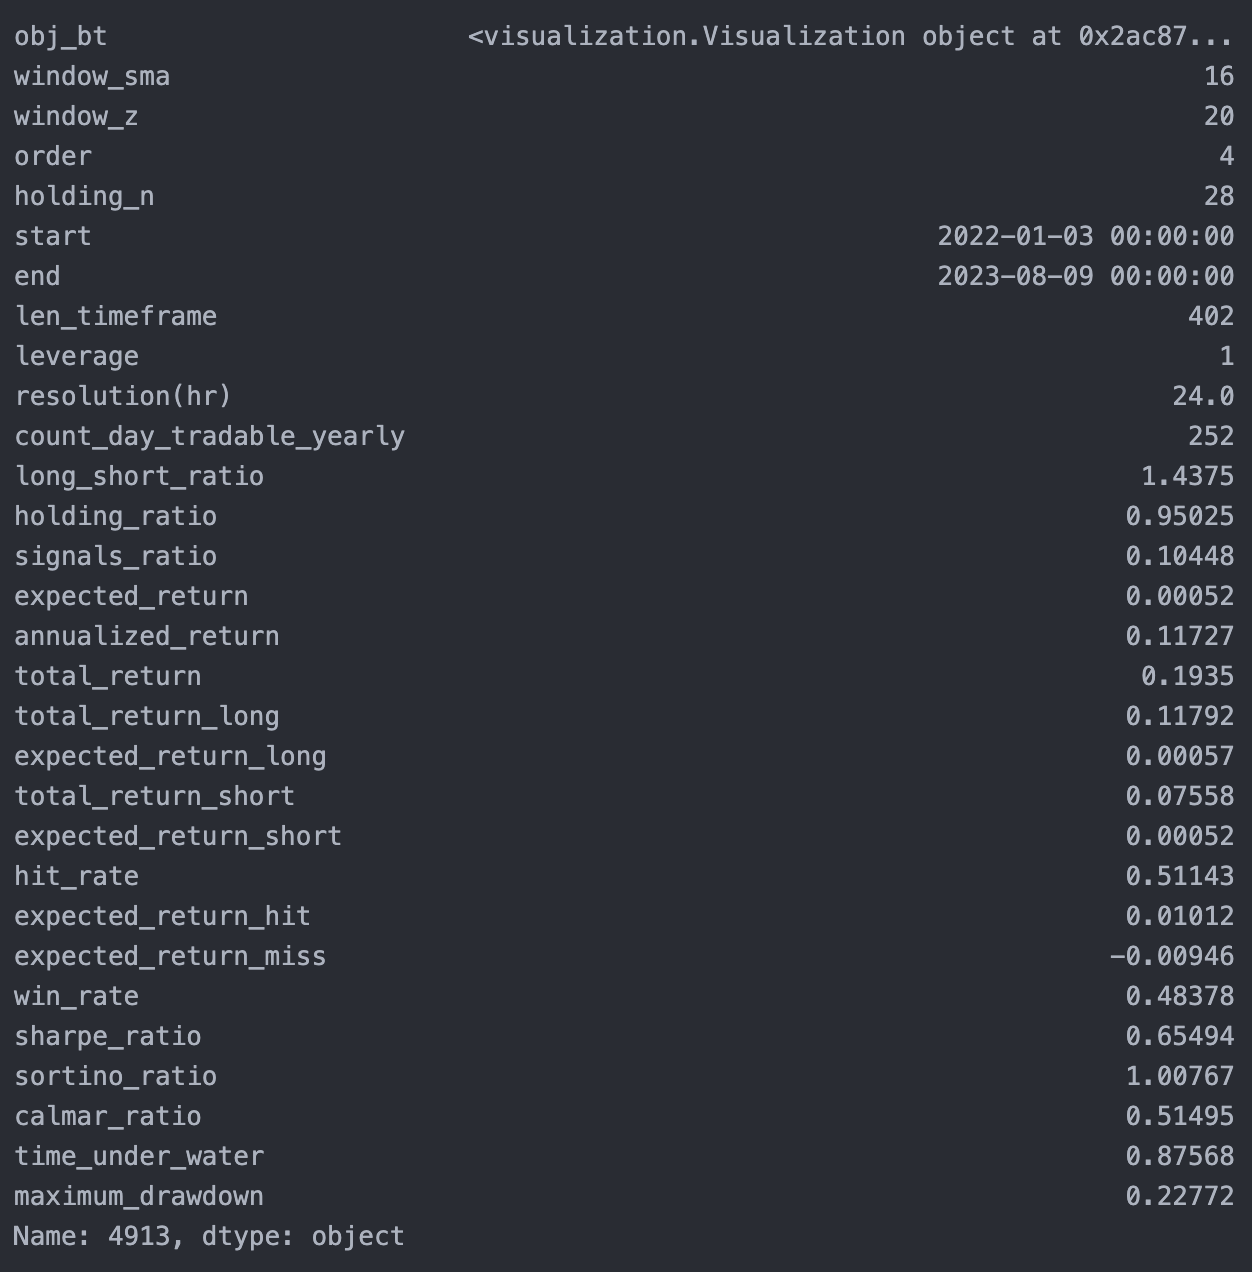 obj_bt <visualization.Visualization object at 0x2ac87...
window_sma 16
window_z 20
order 4
holding_n 28
start 2022-01-03 00:00:00
end 2023-08-09 00:00:00
len_timeframe 402
leverage 1
resolution(hr) 24.0
count_day_tradable_yearly 252
long_short_ratio 1.4375
holding_ratio 0.95025
signals_ratio 0.10448
expected_return 0.00052
annualized_return 0.11727
total_return 0.1935
total_return_long 0.11792
expected_return_long 0.00057
total_return_short 0.07558
expected_return_short 0.00052
hit_rate 0.51143
expected_return_hit 0.01012
expected_return_miss -0.00946
win_rate 0.48378
sharpe_ratio 0.65494
sortino_ratio 1.00767
calmar_ratio 0.51495
time_under_water 0.87568
maximum_drawdown 0.22772
Name: 4913, dtype: object